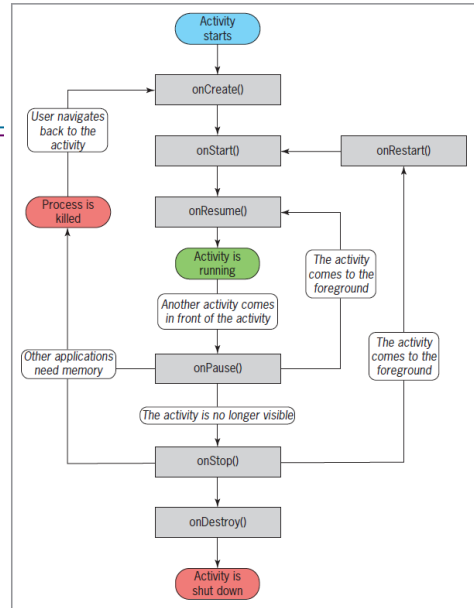 Activity
starts
onCreate()
User navigates
back to the
activity
onStart()
onRestart()
Process is
killed
onResume()
Activity is
running
The activity
comes to the
foreground
Another activity comes
in front of the activity
The activity
comes to the
foreground
Other applications
need memory
onPause()
The activity is no longer visible
onStop()
onDestroy()
Activity is
shut down